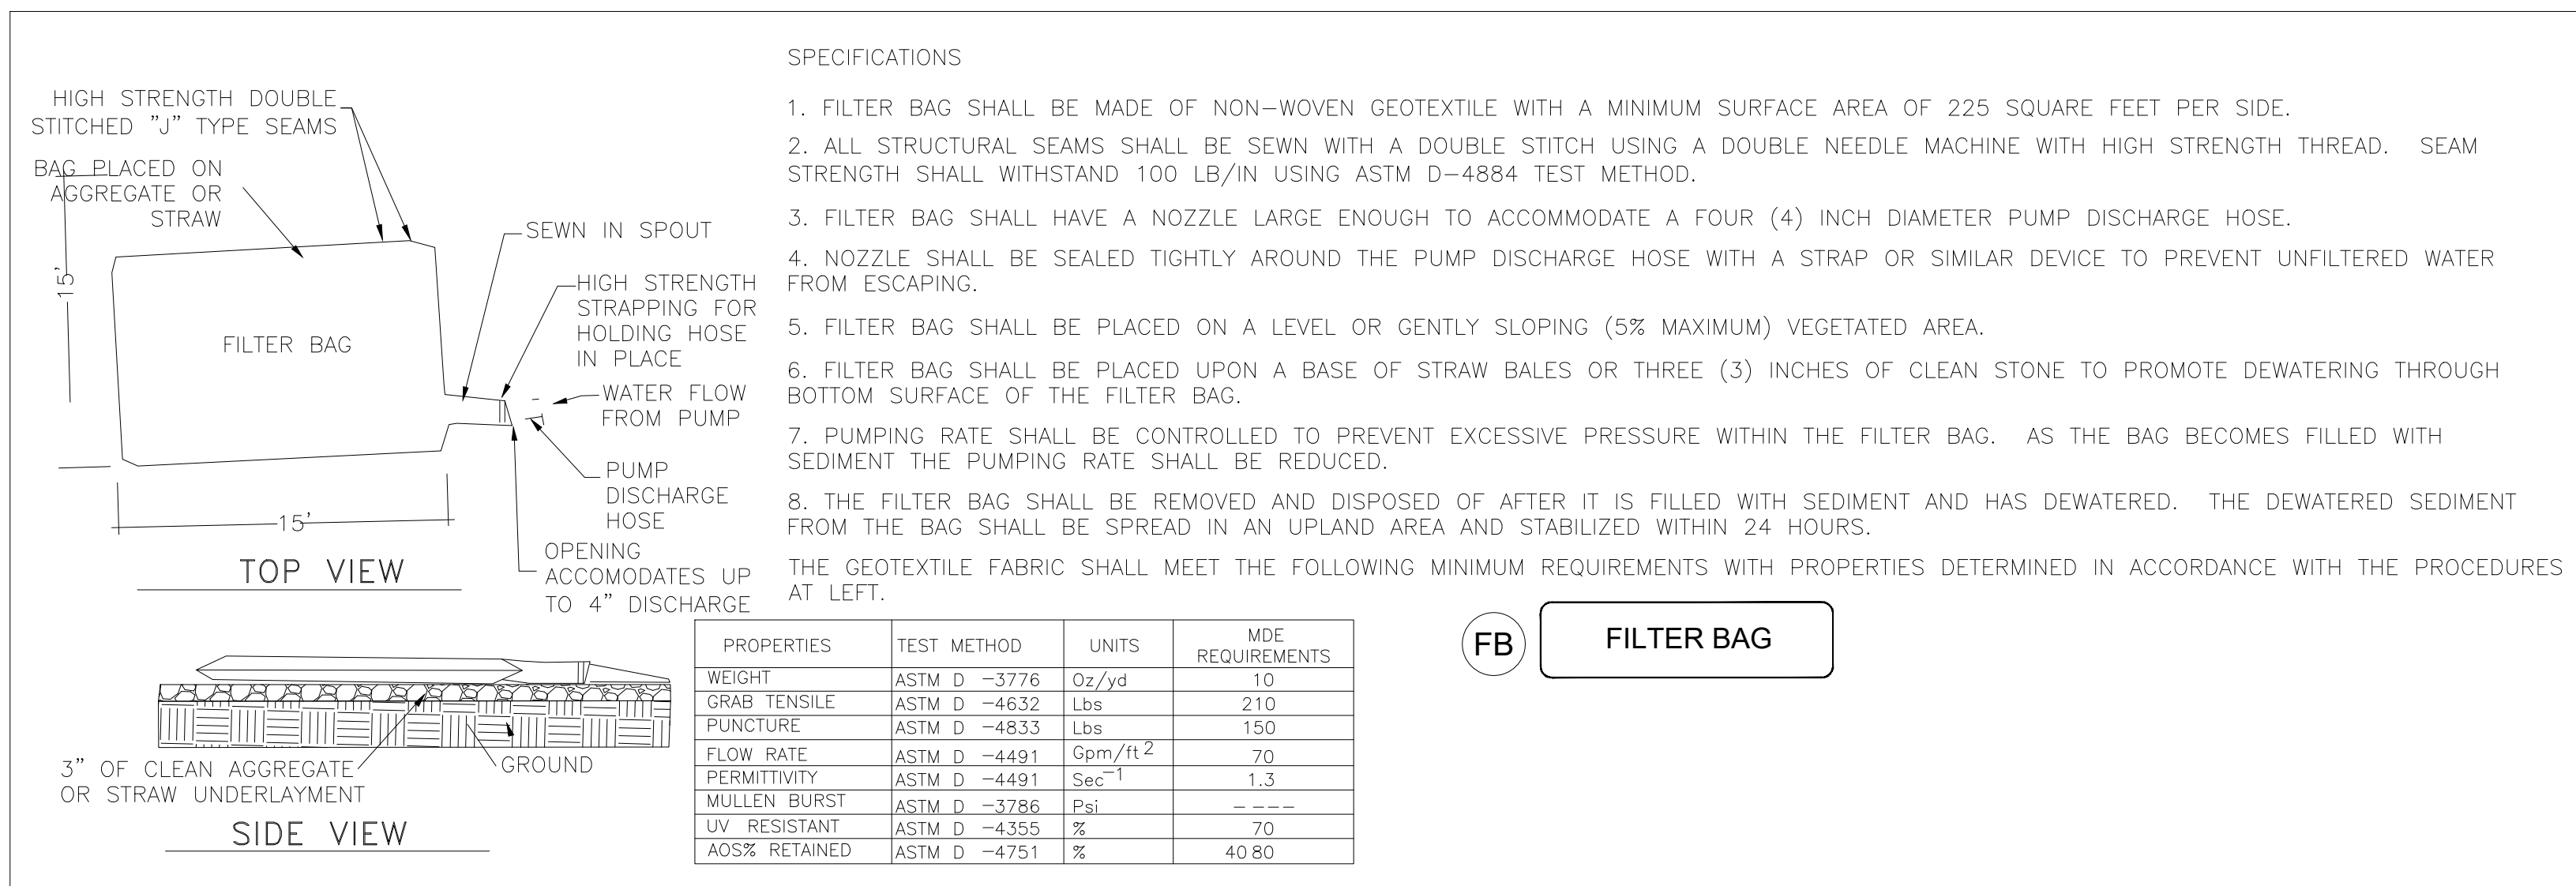 HIGH STRENGTH DOUBLE
STITCHED "J" TYPE SEAMS
BAG PLACED ON
AGGREGATE OR
STRAW
15'
FILTER BAG
SEWN IN SPOUT
HIGH STRENGTH
STRAPPING FOR
HOLDING HOSE
IN PLACE
WATER FLOW
FROM PUMP
PUMP
DISCHARGE
HOSE
15'
OPENING
ACCOMODATES UP
TO 4" DISCHARGE
TOP VIEW
3" OF CLEAN AGGREGATE
OR STRAW UNDERLAYMENT
GROUND
SIDE VIEW
SPECIFICATIONS
1. FILTER BAG SHALL BE MADE OF NON-WOVEN GEOTEXTILE WITH A MINIMUM SURFACE AREA OF 225 SQUARE FEET PER SIDE.
2. ALL STRUCTURAL SEAMS SHALL BE SEWN WITH A DOUBLE STITCH USING A DOUBLE NEEDLE MACHINE WITH HIGH STRENGTH THREAD. SEAM
STRENGTH SHALL WITHSTAND 100 LB/IN USING ASTM D-4884 TEST METHOD.
3. FILTER BAG SHALL HAVE A NOZZLE LARGE ENOUGH TO ACCOMMODATE A FOUR (4) INCH DIAMETER PUMP DISCHARGE HOSE.
4. NOZZLE SHALL BE SEALED TIGHTLY AROUND THE PUMP DISCHARGE HOSE WITH A STRAP OR SIMILAR DEVICE TO PREVENT UNFILTERED WATER
FROM ESCAPING.
5. FILTER BAG SHALL BE PLACED ON A LEVEL OR GENTLY SLOPING (5% MAXIMUM) VEGETATED AREA.
6. FILTER BAG SHALL BE PLACED UPON A BASE OF STRAW BALES OR THREE (3) INCHES OF CLEAN STONE TO PROMOTE DEWATERING THROUGH
BOTTOM SURFACE OF THE FILTER BAG.
7. PUMPING RATE SHALL BE CONTROLLED TO PREVENT EXCESSIVE PRESSURE WITHIN THE FILTER BAG. AS THE BAG BECOMES FILLED WITH
SEDIMENT THE PUMPING RATE SHALL BE REDUCED.
8. THE FILTER BAG SHALL BE REMOVED AND DISPOSED OF AFTER IT IS FILLED WITH SEDIMENT AND HAS DEWATERED. THE DEWATERED SEDIMENT
FROM THE BAG SHALL BE SPREAD IN AN UPLAND AREA AND STABILIZED WITHIN 24 HOURS.
THE GEOTEXTILE FABRIC SHALL MEET THE FOLLOWING MINIMUM REQUIREMENTS WITH PROPERTIES DETERMINED IN ACCORDANCE WITH THE PROCEDURES
AT LEFT.
PROPERTIES TEST METHOD UNITS MDE REQUIREMENTS
WEIGHT ASTM D -3776 Oz/yd 10
GRAB TENSILE ASTM D -4632 Lbs 210
PUNCTURE ASTM D -4833 Lbs 150
FLOW RATE ASTM D -4491 Gpm/ft 2 70
PERMITTIVITY ASTM D -4491 Sec⁻¹ 1.3
MULLEN BURST ASTM D -3786 Psi ----
UV RESISTANT ASTM D -4355 % 70
AOS% RETAINED ASTM D -4751 % 40 80
FB
FILTER BAG